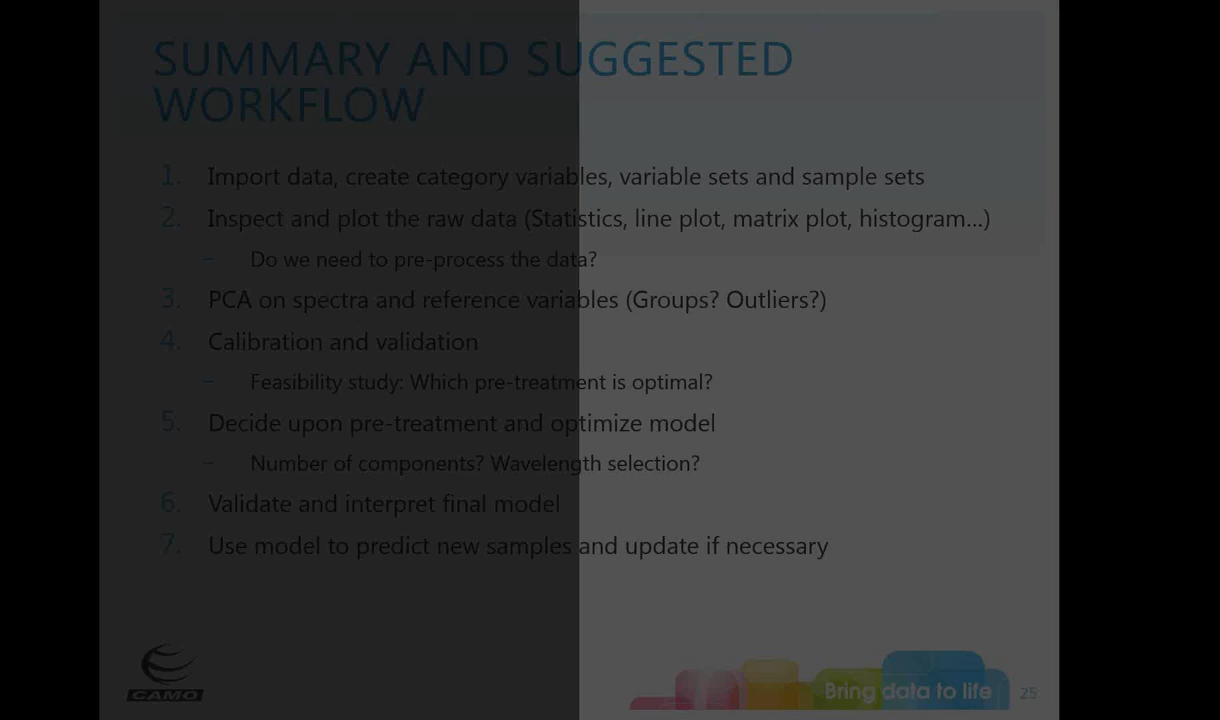 SUMMARY AND SUGGESTED
WORKFLOW
1. Import data, create category variables, variable sets and sample sets
2. Inspect and plot the raw data (Statistics, line plot, matrix plot, histogram...)
– Do we need to pre-process the data?
3. PCA on spectra and reference variables (Groups? Outliers?)
4. Calibration and validation
– Feasibility study: Which pre-treatment is optimal?
5. Decide upon pre-treatment and optimize model
– Number of components? Wavelength selection?
6. Validate and interpret final model
7. Use model to predict new samples and update if necessary
CAMO
Bring data to life
25